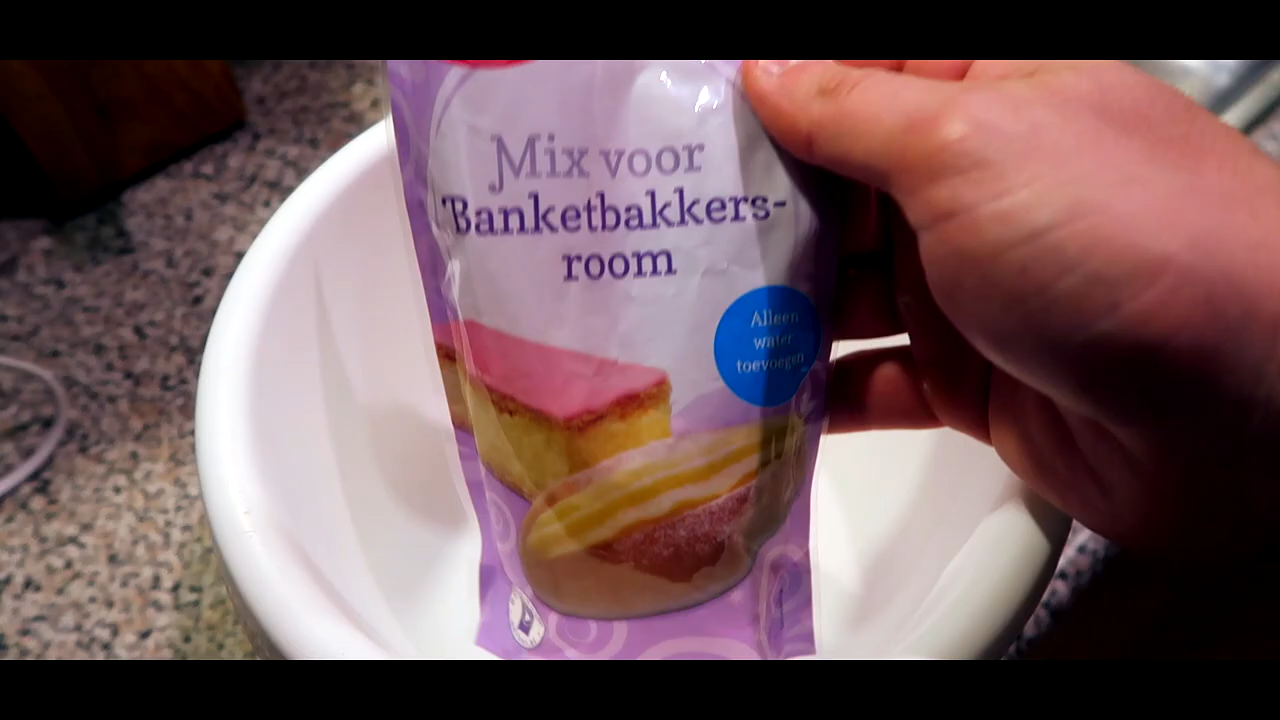 Mix voor
Banketbakkers-
room
Alleen
water
toevoegen